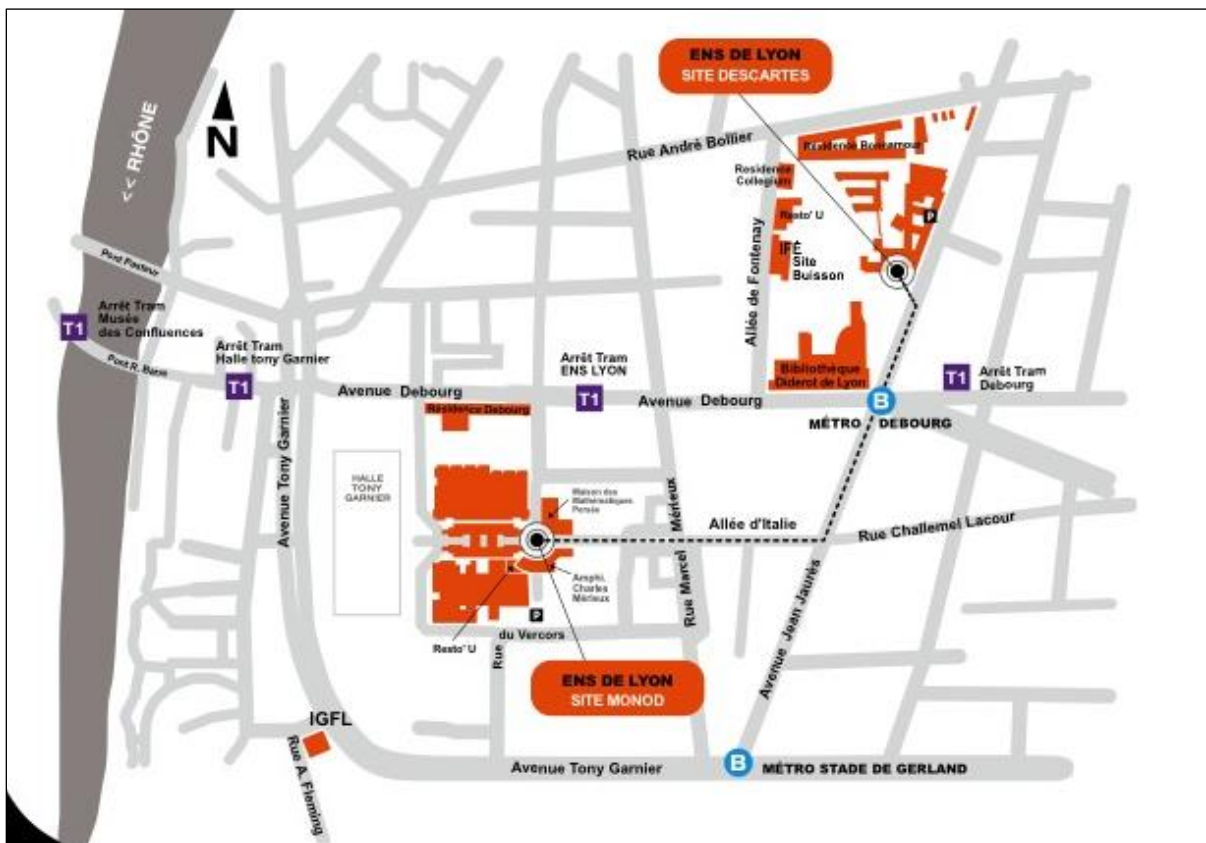 ENS DE LYON
SITE DESCARTES
<< RHÔNE
N
Rue André Bollier
Résidence Bonnamour
Residence
Collegium
Resto' U
P
IFÉ
Site
Buisson
Allée de Fontenay
Pont Pasteur
T1
Arrêt Tram
Musée
des Confluences
Pont R. Barre
Arrêt Tram
Halle tony Garnier
T1
Arrêt Tram
ENS LYON
T1
Bibliothèque
Diderot de Lyon
T1
Arrêt Tram
Debourg
Avenue Debourg
Avenue Debourg
B
MÉTRO DEBOURG
Résidence Debourg
Avenue Tony Garnier
HALLE
TONY
GARNIER
Maison des
Mathématiques
Persée
Rue Marcel Mérieux
Allée d'Italie
Rue Challemel Lacour
Amphi.
Charles
Mérieux
P
Avenue Jean Jaurès
Rue du Vercors
Resto' U
ENS DE LYON
SITE MONOD
IGFL
Rue A. Fleming
Avenue Tony Garnier
B
MÉTRO STADE DE GERLAND